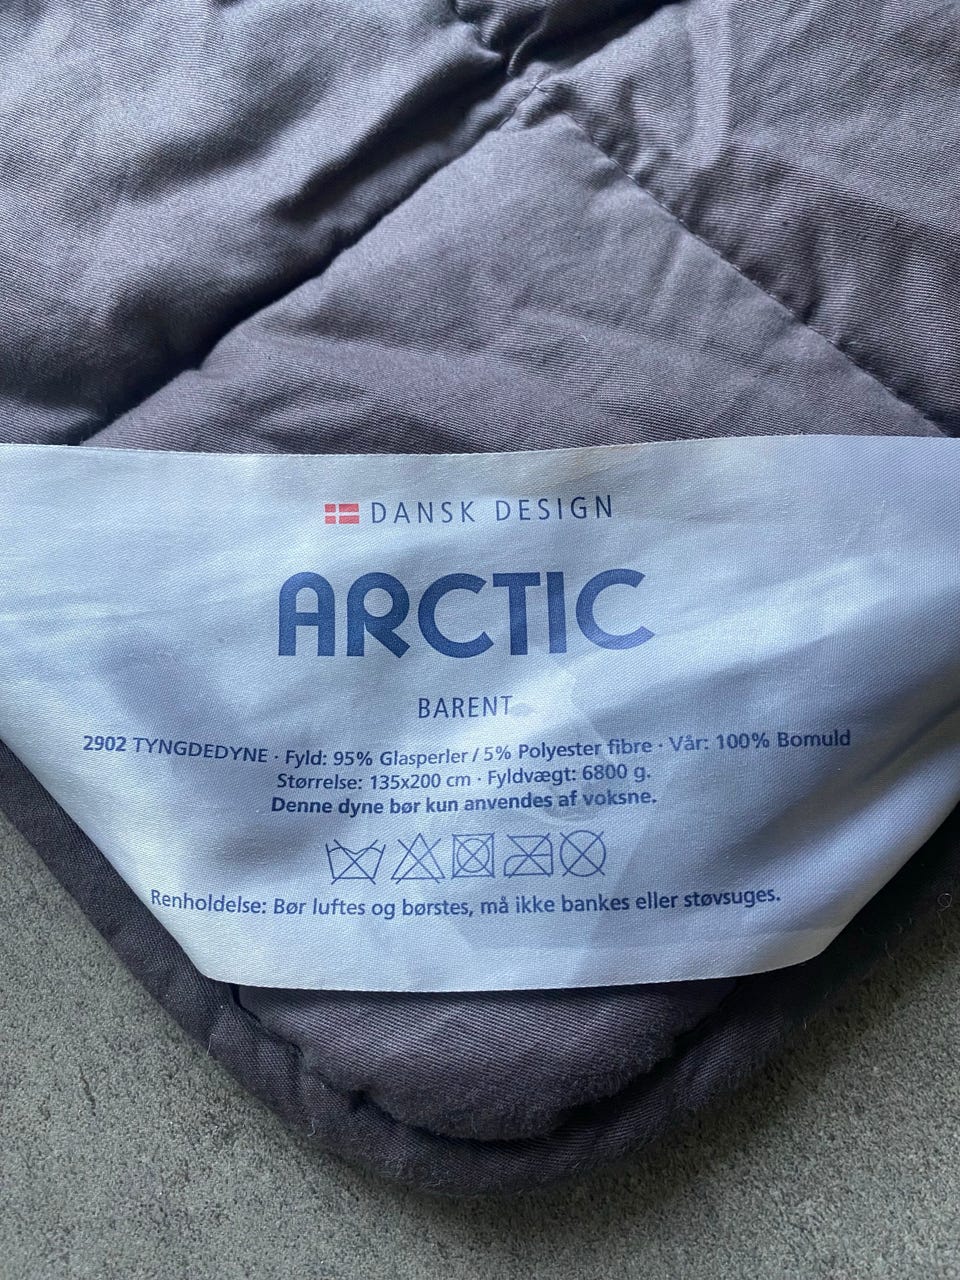 DANSK DESIGN
ARCTIC
BARENT
2902 TYNGDEDYNE · Fyld: 95% Glasperler / 5% Polyester fibre · Vår: 100% Bomuld
Størrelse: 135x200 cm · Fyldvægt: 6800 g.
Denne dyne bør kun anvendes af voksne.
Renholdelse: Bør luftes og børstes, må ikke bankes eller støvsuges.